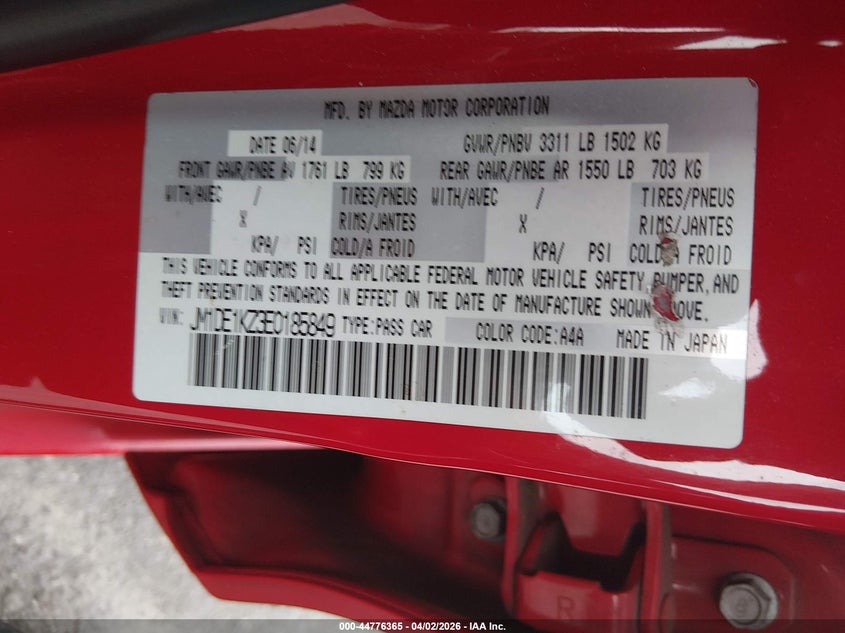 MFD. BY MAZDA MOTOR CORPORATION
DATE 06/14 GVWR/PNBV 3311 LB 1502 KG
FRONT GAWR/PNBE AV 1761 LB 799 KG REAR GAWR/PNBE AR 1550 LB 703 KG
WITH/AVEC / TIRES/PNEUS WITH/AVEC / TIRES/PNEUS
X RIMS/JANTES X RIMS/JANTES
KPA/ PSI COLD/A FROID KPA/ PSI COLD/A FROID
THIS VEHICLE CONFORMS TO ALL APPLICABLE FEDERAL MOTOR VEHICLE SAFETY, BUMPER, AND
THEFT PREVENTION STANDARDS IN EFFECT ON THE DATE OF MANUFACTURE SHOWN ABOVE.
VIN: JM1DE1KZ3E0185849 TYPE:PASS CAR COLOR CODE:A4A MADE IN JAPAN
R
8
000-44776365 - 04/02/2026 - IAA Inc.